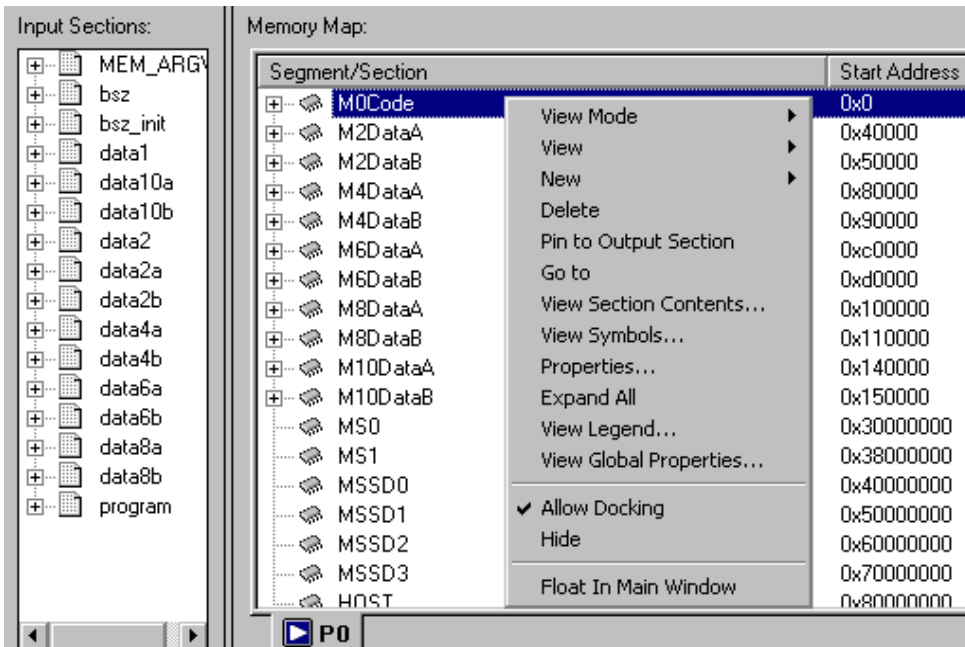 Input Sections:
MEM_ARGV
bsz
bsz_init
data1
data10a
data10b
data2
data2a
data2b
data4a
data4b
data6a
data6b
data8a
data8b
program
Memory Map:
Segment/Section Start Address
M0Code 0x0
M2DataA 0x40000
M2DataB 0x50000
M4DataA 0x80000
M4DataB 0x90000
M6DataA 0xc0000
M6DataB 0xd0000
M8DataA 0x100000
M8DataB 0x110000
M10DataA 0x140000
M10DataB 0x150000
MS0 0x30000000
MS1 0x38000000
MSSD0 0x40000000
MSSD1 0x50000000
MSSD2 0x60000000
MSSD3 0x70000000
HOST 0x80000000
View Mode
View
New
Delete
Pin to Output Section
Go to
View Section Contents...
View Symbols...
Properties...
Expand All
View Legend...
View Global Properties...
Allow Docking
Hide
Float In Main Window
P0